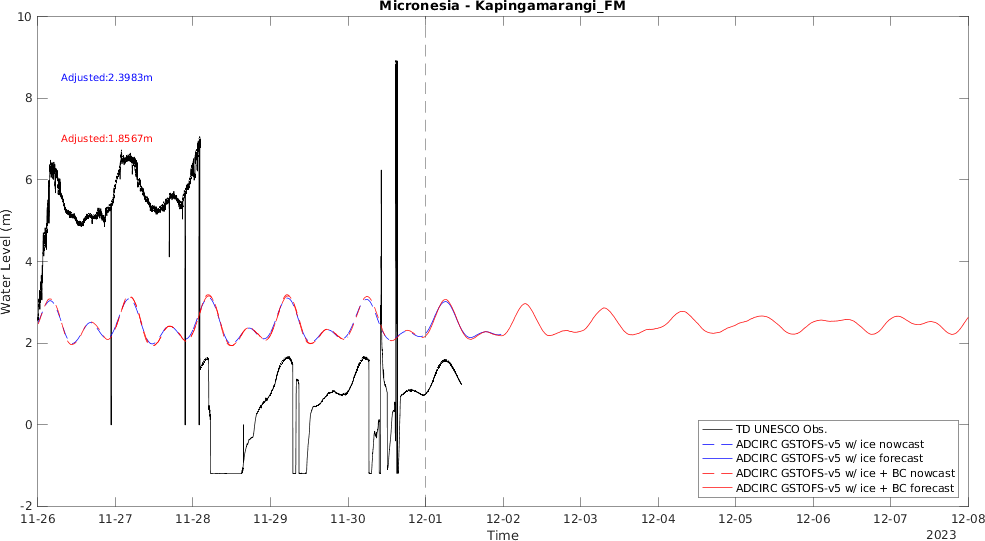 Micronesia - Kapingamarangi_FM
10
8
6
4
2
0
-2
Water Level (m)
Adjusted:2.3983m
Adjusted:1.8567m
TD UNESCO Obs.
ADCIRC GSTOFS-v5 w/ ice nowcast
ADCIRC GSTOFS-v5 w/ ice forecast
ADCIRC GSTOFS-v5 w/ ice + BC nowcast
ADCIRC GSTOFS-v5 w/ ice + BC forecast
11-26 11-27 11-28 11-29 11-30 12-01 12-02 12-03 12-04 12-05 12-06 12-07 12-08
Time
2023